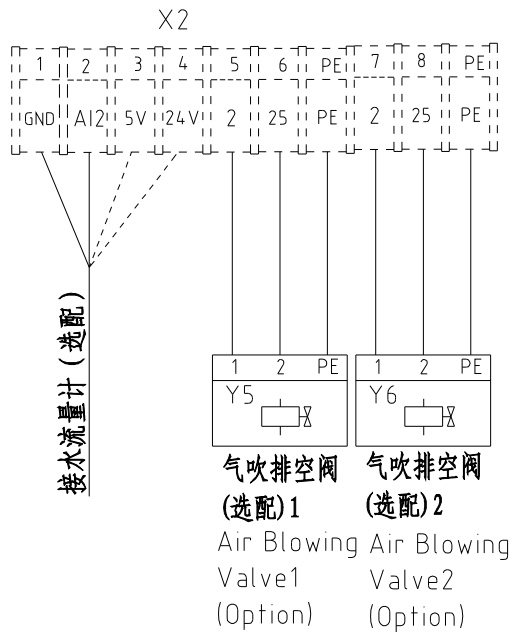 X2
1 2 3 4 5 6 PE 7 8 PE
GND AI2 5V 24V 2 25 PE 2 25 PE
接水流量计(选配)
1 2 PE 1 2 PE
Y5 Y6
气吹排空阀
(选配)1
Air Blowing
Valve1
(Option)
气吹排空阀
(选配)2
Air Blowing
Valve2
(Option)